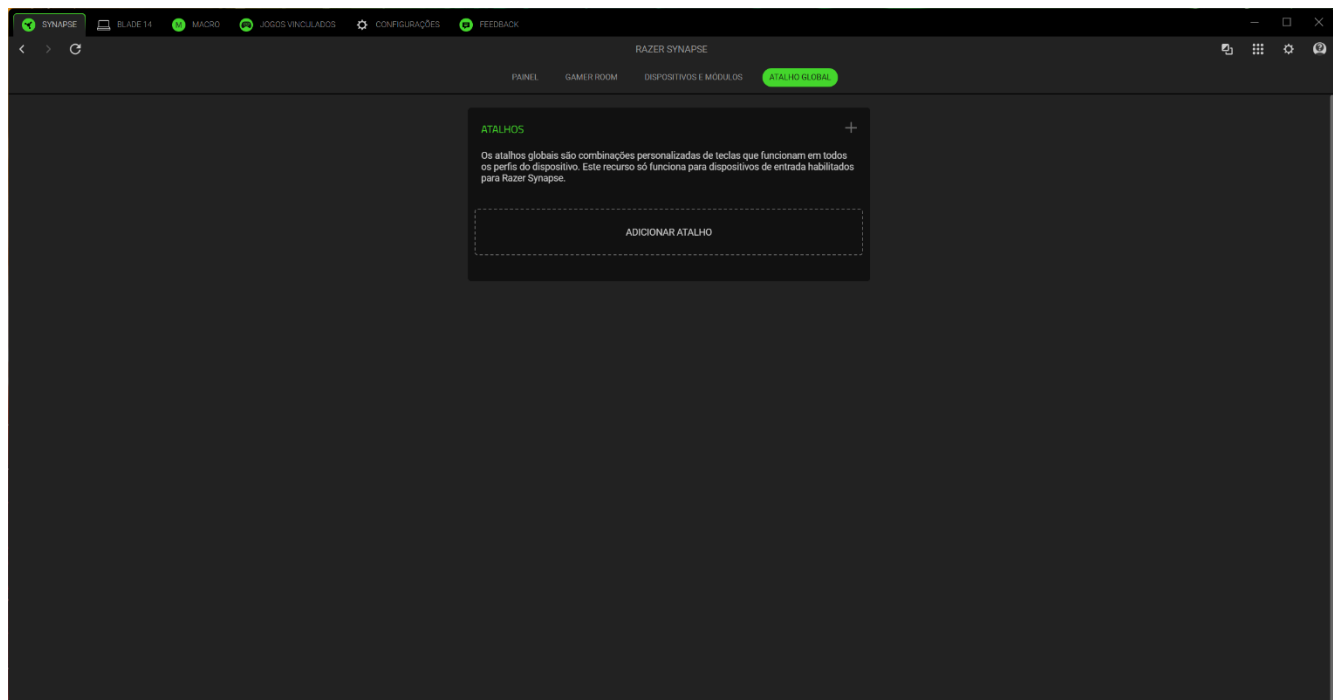 SYNAPSE BLADE 14 M MACRO JOGOS VINCULADOS CONFIGURAÇÕES FEEDBACK
RAZER SYNAPSE
PAINEL GAMER ROOM DISPOSITIVOS E MÓDULOS ATALHO GLOBAL
ATALHOS
Os atalhos globais são combinações personalizadas de teclas que funcionam em todos
os perfis do dispositivo. Este recurso só funciona para dispositivos de entrada habilitados
para Razer Synapse.
ADICIONAR ATALHO